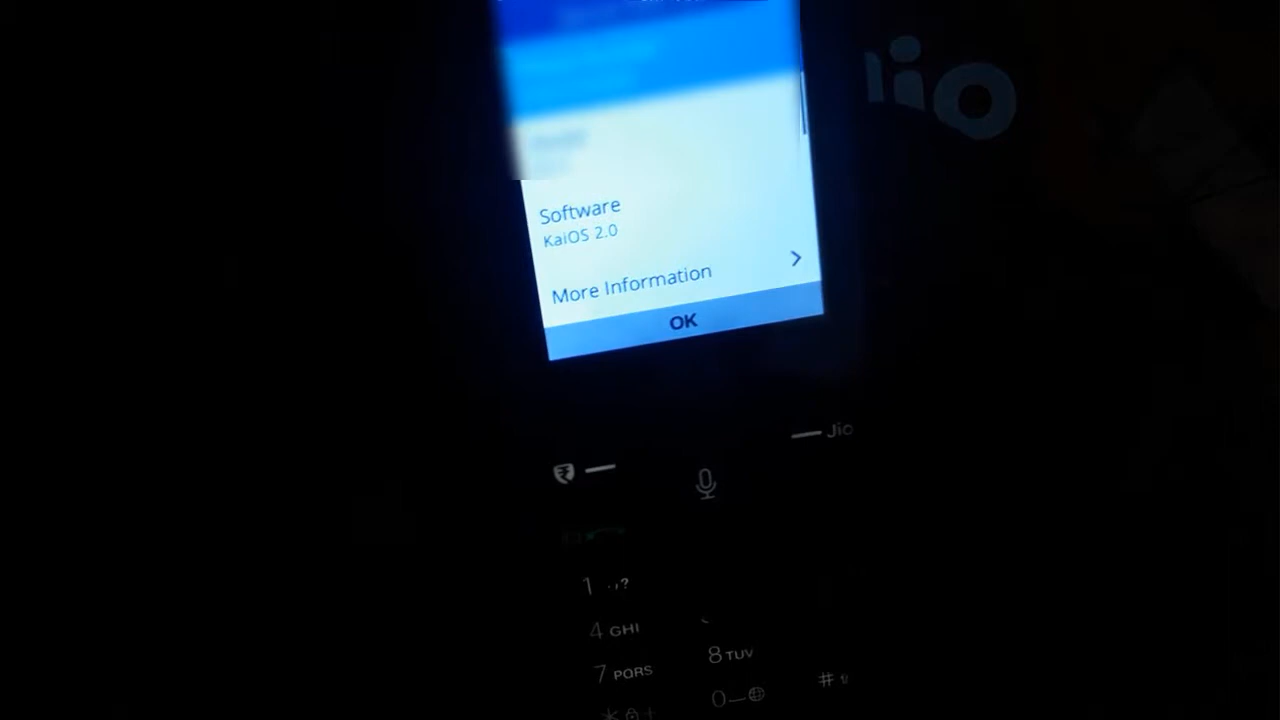 Jio
Software
KaiOS 2.0
More Information
OK
Jio
1 .,?
4 GHI
7 PQRS
8 TUV
0
#